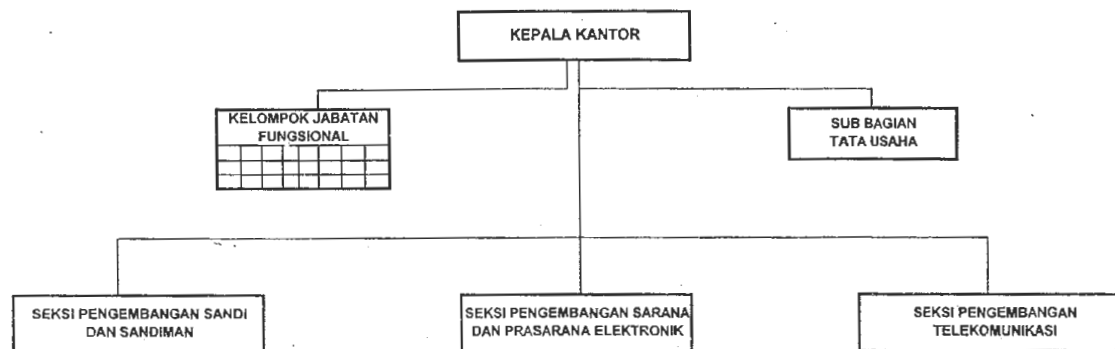 KEPALA KANTOR
KELOMPOK JABATAN
FUNGSIONAL
SUB BAGIAN
TATA USAHA
SEKSI PENGEMBANGAN SANDI
DAN SANDIMAN
SEKSI PENGEMBANGAN SARANA
DAN PRASARANA ELEKTRONIK
SEKSI PENGEMBANGAN
TELEKOMUNIKASI